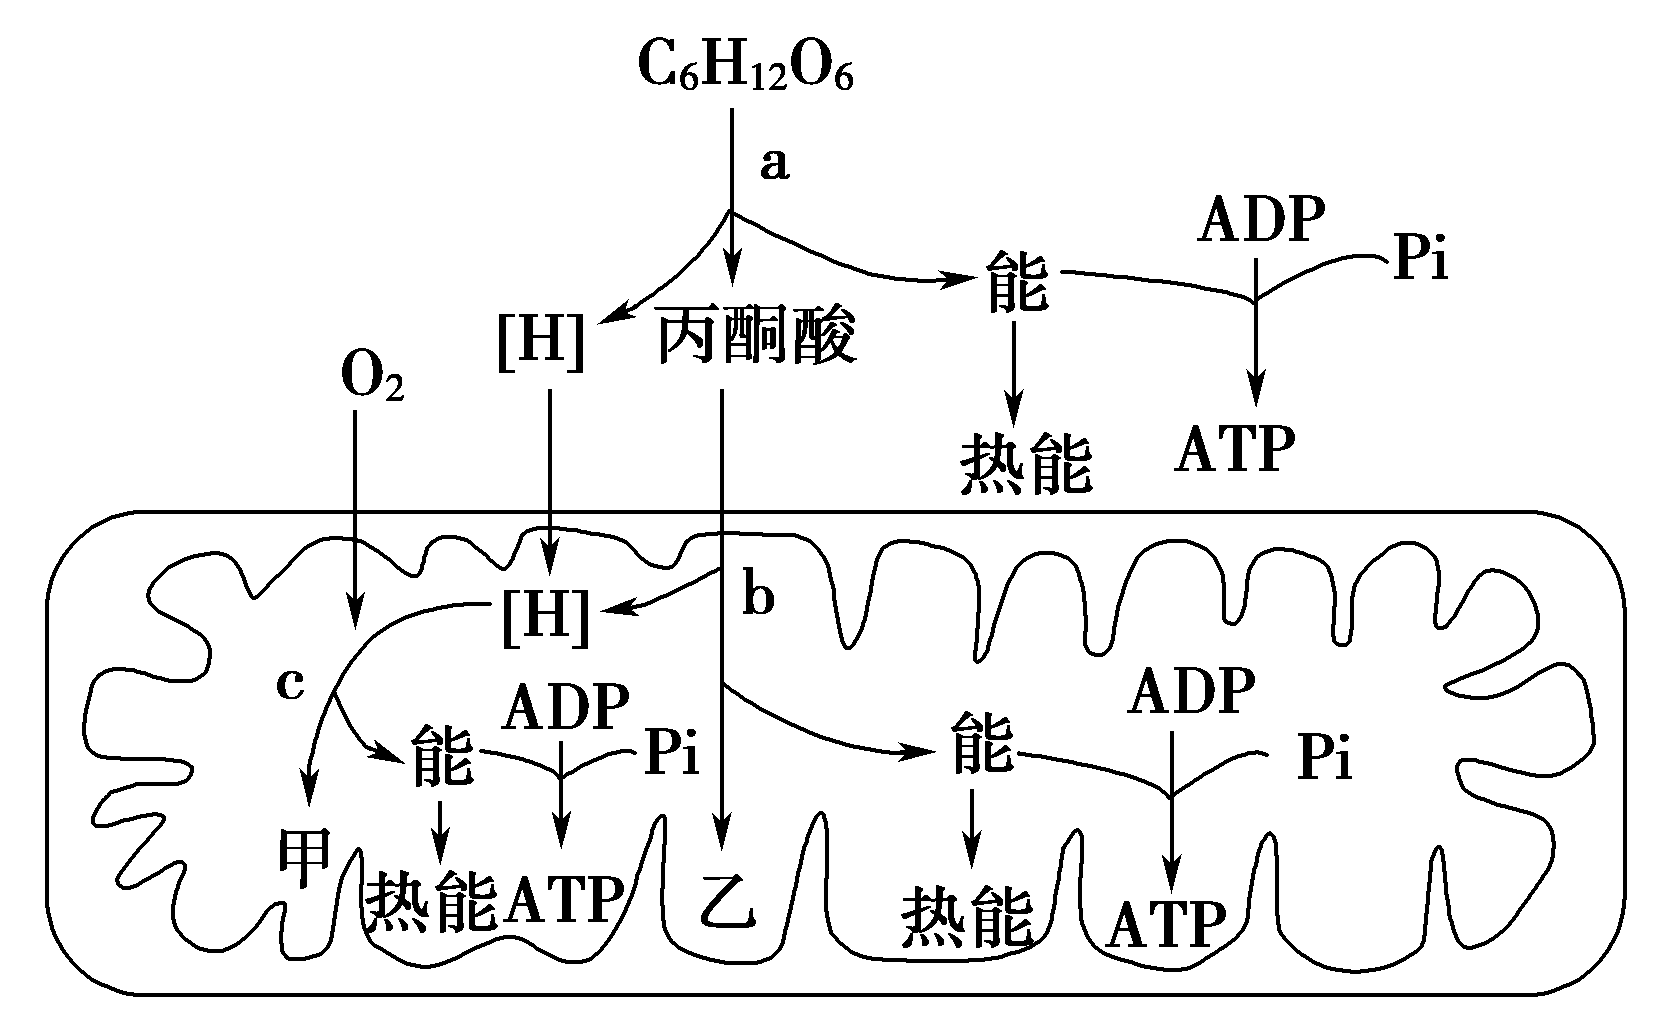 C₆H₁₂O₆
a
ADP
Pi
能
[H]
丙酮酸
O₂
热能
ATP
[H]
b
c
ADP
Pi
能
ADP
Pi
能
甲
热能
ATP
乙
热能
ATP